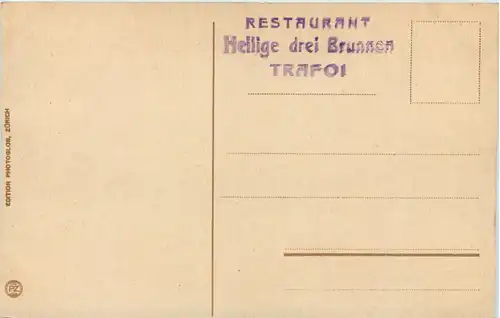 RESTAURANT
Heilige drei Brunnen
TRAFOI
EDITION PHOTOGLOB, ZÜRICH
PZ